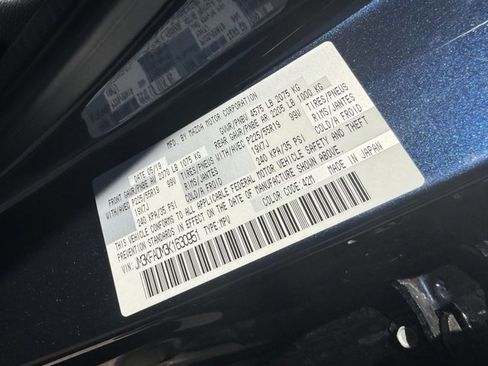 MFD. BY MAZDA MOTOR CORPORATION
DATE 05/19 GVWR/PNBV 4575 LB 2075 KG
FRONT GAWR/PNBE AV 2370 LB 1075 KG REAR GAWR/PNBE AR 2205 LB 1000 KG
WITH/AVEC P225/55R19 99V TIRES/PNEUS WITH/AVEC P225/55R19 99V TIRES/PNEUS
19X7J RIMS/JANTES 19X7J RIMS/JANTES
240 KPA/35 PSI COLD/A FROID 240 KPA/35 PSI COLD/A FROID
THIS VEHICLE CONFORMS TO ALL APPLICABLE FEDERAL MOTOR VEHICLE SAFETY AND THEFT
PREVENTION STANDARDS IN EFFECT ON THE DATE OF MANUFACTURE SHOWN ABOVE.
VIN: TYPE: MPV COLOR CODE: 42M MADE IN JAPAN